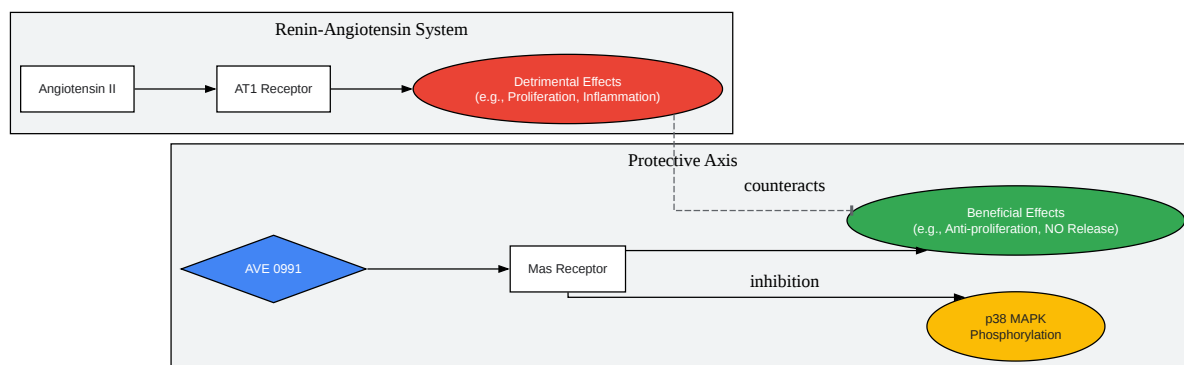 Renin-Angiotensin System
Angiotensin II
AT1 Receptor
Detrimental Effects
(e.g., Proliferation, Inflammation)
Protective Axis
counteracts
Beneficial Effects
(e.g., Anti-proliferation, NO Release)
AVE 0991
Mas Receptor
inhibition
p38 MAPK
Phosphorylation